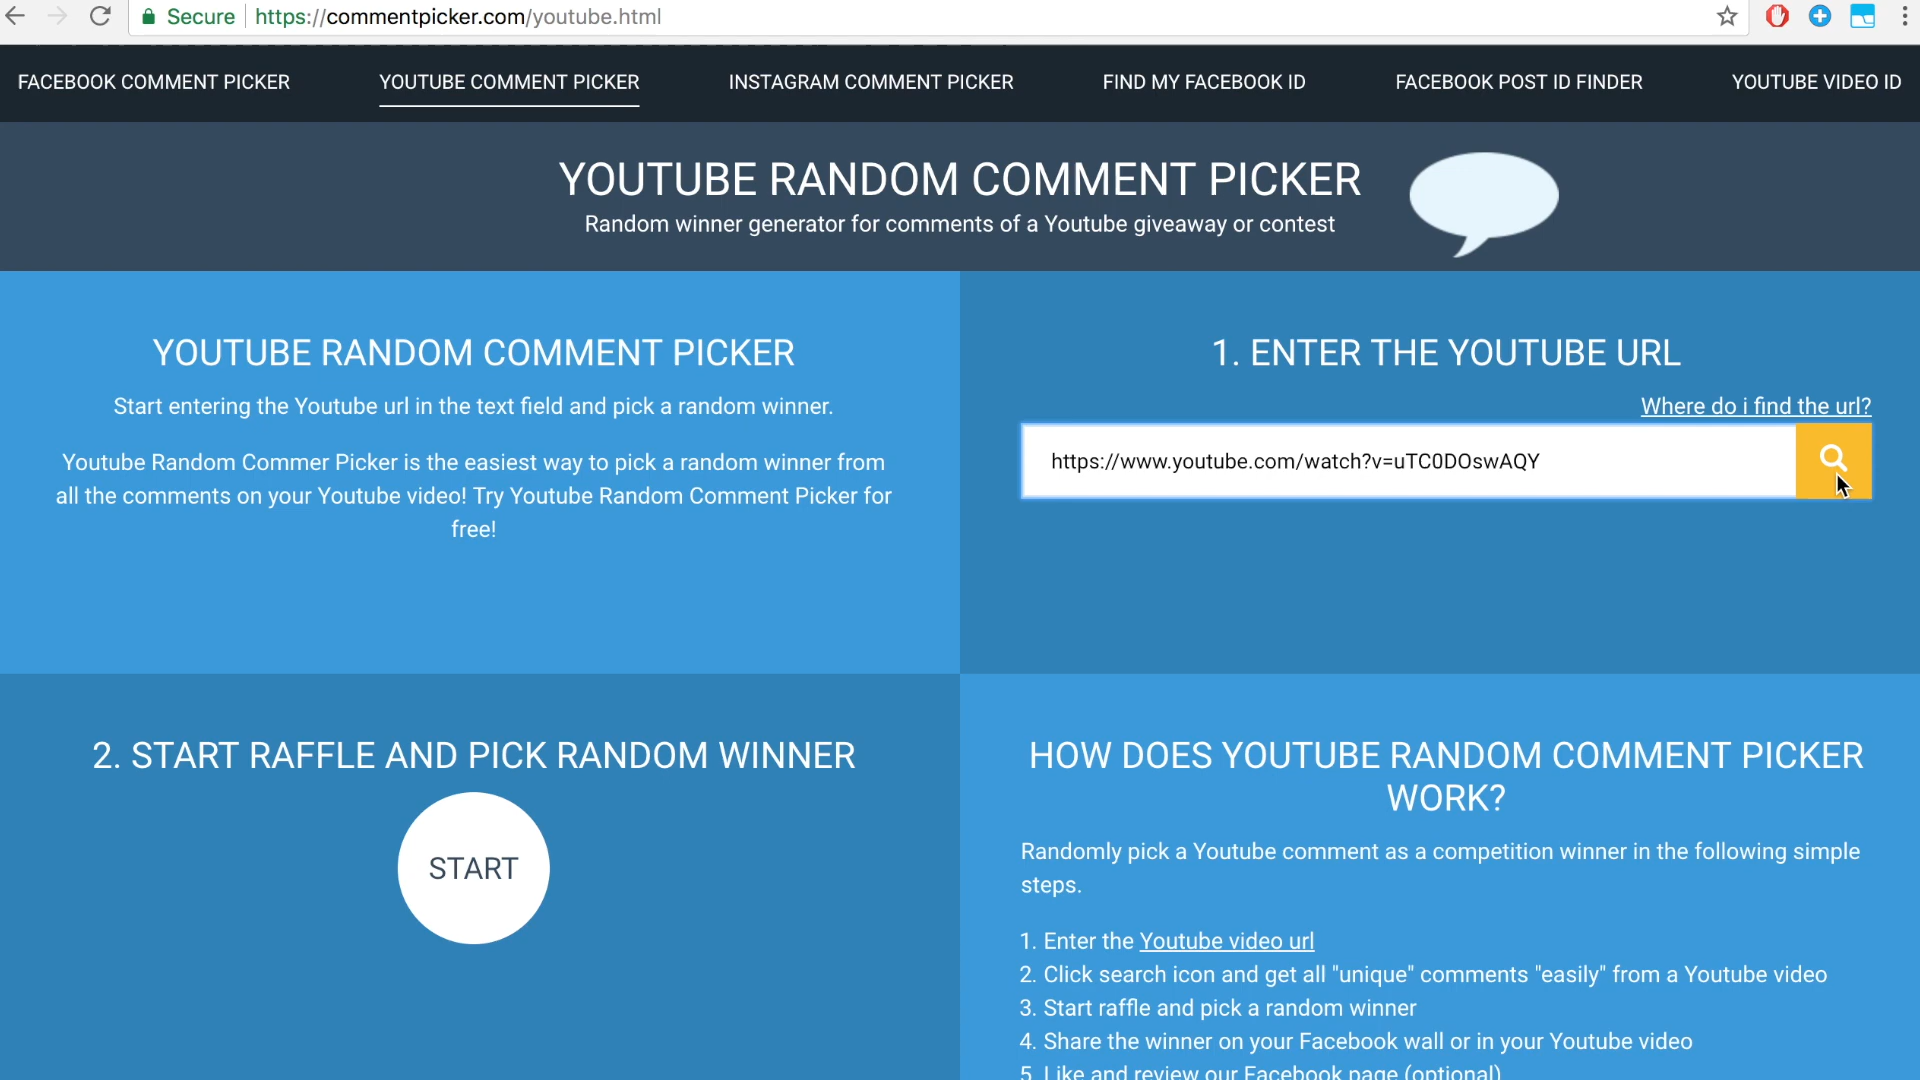 Secure https://commentpicker.com/youtube.html
FACEBOOK COMMENT PICKER YOUTUBE COMMENT PICKER INSTAGRAM COMMENT PICKER FIND MY FACEBOOK ID FACEBOOK POST ID FINDER YOUTUBE VIDEO ID
YOUTUBE RANDOM COMMENT PICKER
Random winner generator for comments of a Youtube giveaway or contest
YOUTUBE RANDOM COMMENT PICKER
Start entering the Youtube url in the text field and pick a random winner.
Youtube Random Commer Picker is the easiest way to pick a random winner from
all the comments on your Youtube video! Try Youtube Random Comment Picker for
free!
1. ENTER THE YOUTUBE URL
Where do i find the url?
https://www.youtube.com/watch?v=uTC0DOswAQY
2. START RAFFLE AND PICK RANDOM WINNER
START
HOW DOES YOUTUBE RANDOM COMMENT PICKER
WORK?
Randomly pick a Youtube comment as a competition winner in the following simple
steps.
1. Enter the Youtube video url
2. Click search icon and get all "unique" comments "easily" from a Youtube video
3. Start raffle and pick a random winner
4. Share the winner on your Facebook wall or in your Youtube video
5. Like and review our Facebook page (optional)